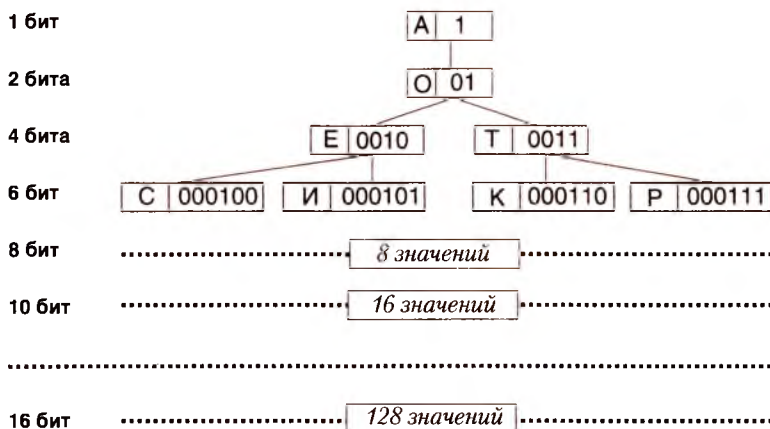 1 бит
А 1
2 бита
О 01
4 бита
Е 0010 Т 0011
6 бит
С 000100 И 000101 К 000110 Р 000111
8 бит
8 значений
10 бит
16 значений
16 бит
128 значений